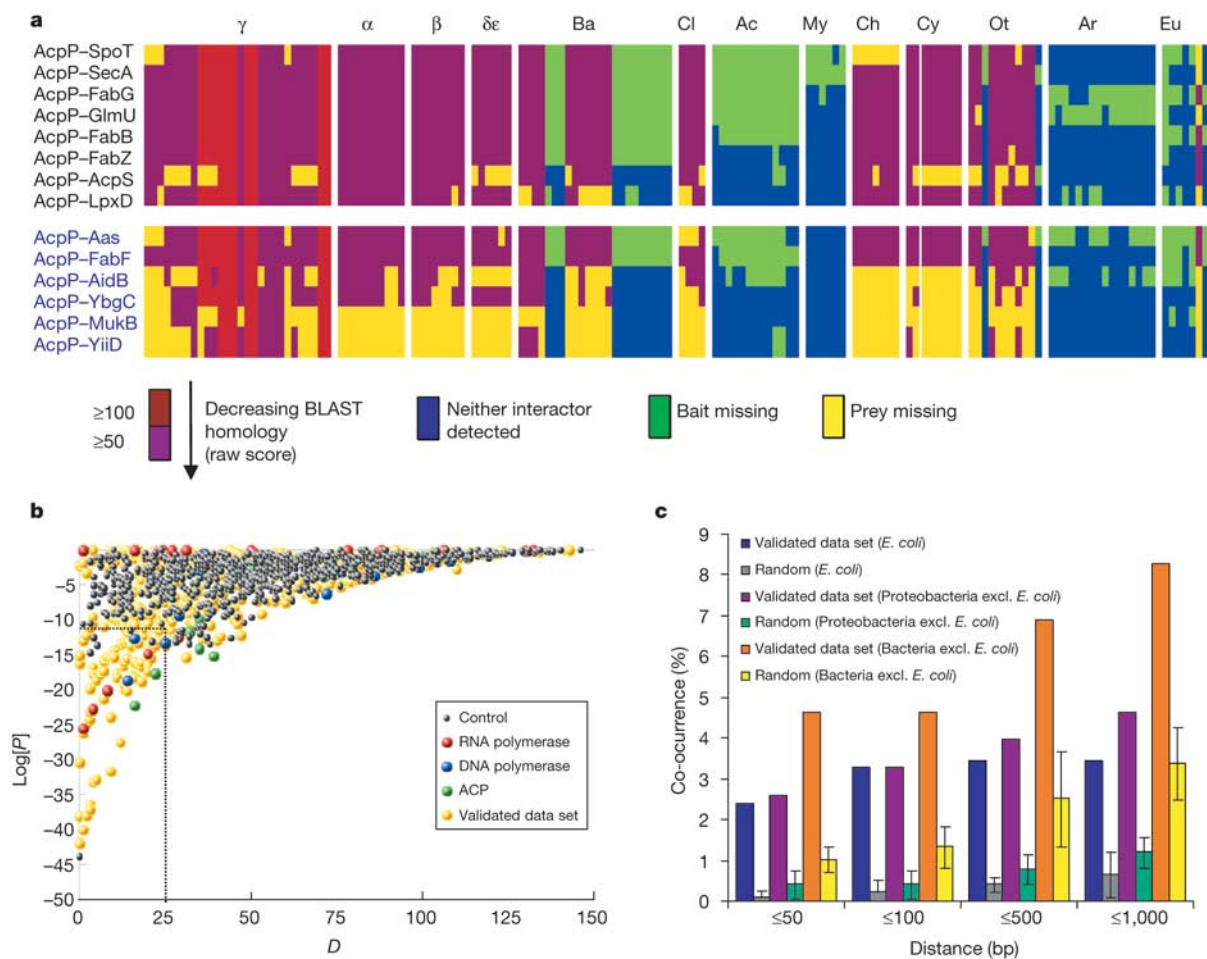 a
γ α β δε Ba Cl Ac My Ch Cy Ot Ar Eu
AcpP–SpoT
AcpP–SecA
AcpP–FabG
AcpP–GlmU
AcpP–FabB
AcpP–FabZ
AcpP–AcpS
AcpP–LpxD
AcpP–Aas
AcpP–FabF
AcpP–AidB
AcpP–YbgC
AcpP–MukB
AcpP–YiiD
≥100
≥50
Decreasing BLAST
homology
(raw score)
Neither interactor
detected
Bait missing
Prey missing
b
Log[P]
−5
−10
−15
−20
−25
−30
−35
−40
−45
−50
0 25 50 75 100 125 150
D
Control
RNA polymerase
DNA polymerase
ACP
Validated data set
c
Co-ocurrence (%)
9
8
7
6
5
4
3
2
1
0
Validated data set (E. coli)
Random (E. coli)
Validated data set (Proteobacteria excl. E. coli)
Random (Proteobacteria excl. E. coli)
Validated data set (Bacteria excl. E. coli)
Random (Bacteria excl. E. coli)
≤50 ≤100 ≤500 ≤1,000
Distance (bp)